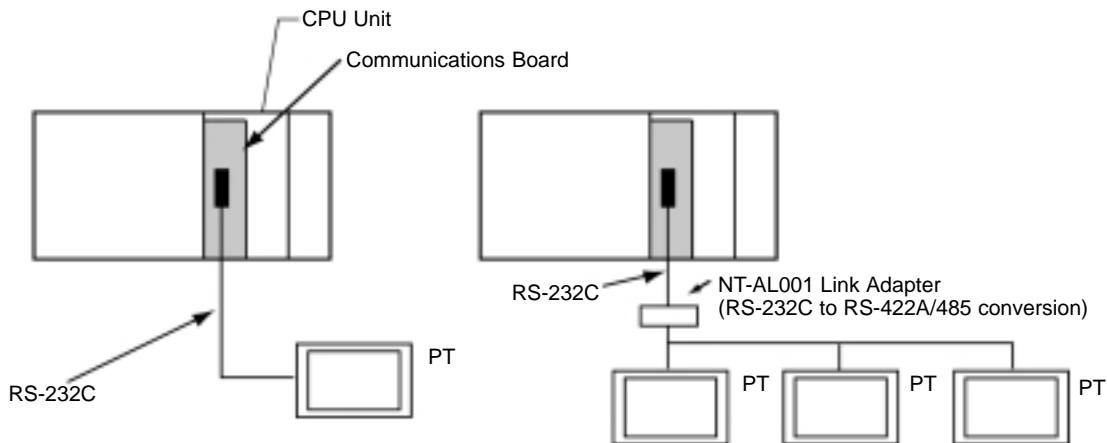 CPU Unit
Communications Board
RS-232C
PT
RS-232C
NT-AL001 Link Adapter
(RS-232C to RS-422A/485 conversion)
PT
PT
PT